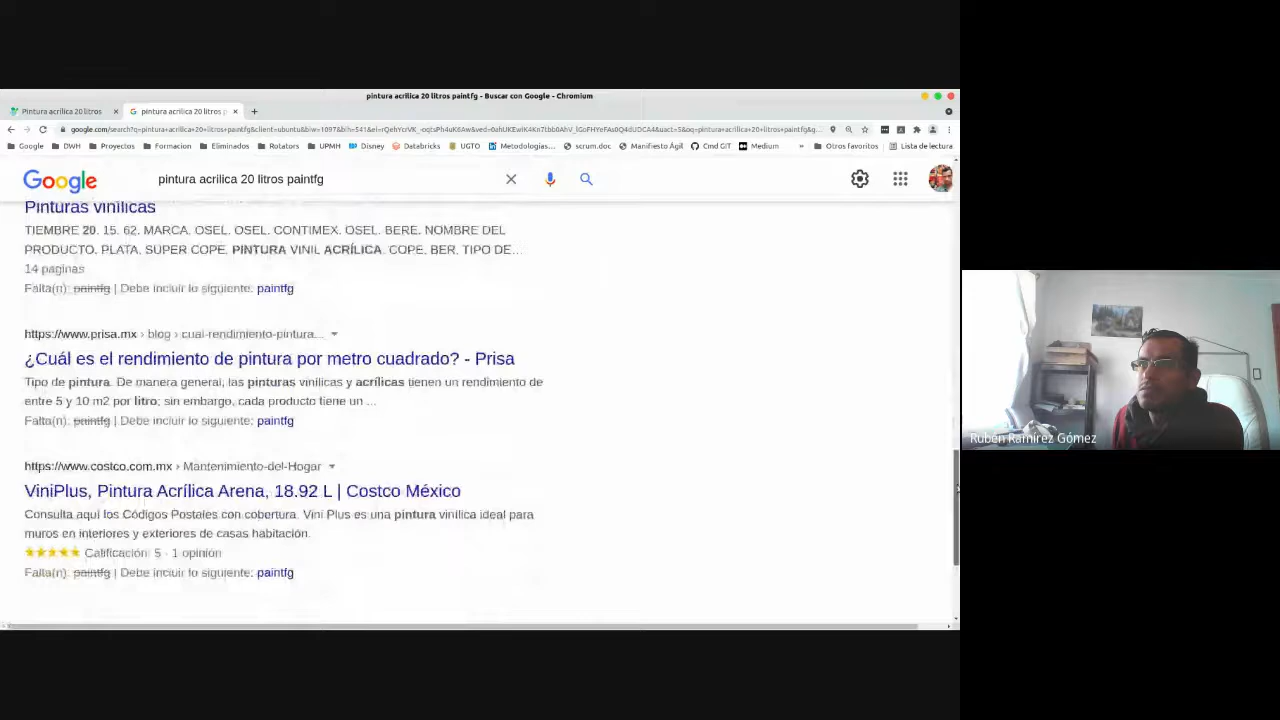 pintura acrilica 20 litros paintfg - Buscar con Google - Chromium
Pintura acrílica 20 litros
pintura acrilica 20 litros p
Google
DWH
Proyectos
Formacion
Eliminados
Rotators
UPMH
Disney
Databricks
UGTO
Metodologías...
scrum.doc
Manifiesto Ágil
Cmd GIT
Medium
»
Otros favoritos
Lista de lectura
Google
pintura acrilica 20 litros paintfg
Pinturas vinílicas
TIEMBRE 20. 15. 62. MARCA. OSEL. OSEL. CONTIMEX. OSEL. BERE. NOMBRE DEL
PRODUCTO. PLATA. SUPER COPE. PINTURA VINIL ACRÍLICA. COPE. BER. TIPO DE...
14 páginas
Falta(n): paintfg | Debe incluir lo siguiente: paintfg
https://www.prisa.mx › blog › cual-rendimiento-pintura...
¿Cuál es el rendimiento de pintura por metro cuadrado? - Prisa
Tipo de pintura. De manera general, las pinturas vinílicas y acrílicas tienen un rendimiento de
entre 5 y 10 m2 por litro; sin embargo, cada producto tiene un ...
Falta(n): paintfg | Debe incluir lo siguiente: paintfg
https://www.costco.com.mx › Mantenimiento-del-Hogar
ViniPlus, Pintura Acrílica Arena, 18.92 L | Costco México
Consulta aquí los Códigos Postales con cobertura. Vini Plus es una pintura vinílica ideal para
muros en interiores y exteriores de casas habitación.
Calificación: 5 · 1 opinión
Falta(n): paintfg | Debe incluir lo siguiente: paintfg
Rubén Ramírez Gómez